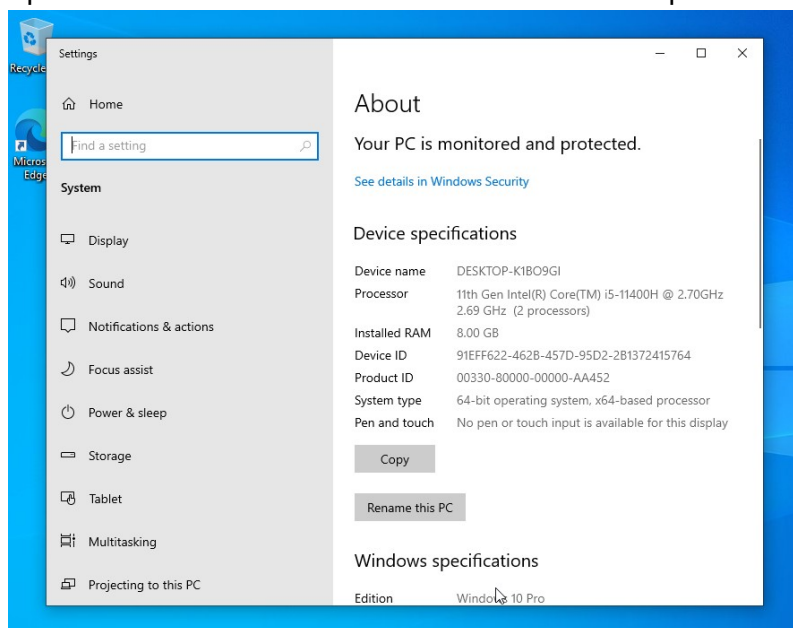 Recycle
Micros
Edge
Settings
Home
Find a setting
System
Display
Sound
Notifications & actions
Focus assist
Power & sleep
Storage
Tablet
Multitasking
Projecting to this PC
About
Your PC is monitored and protected.
See details in Windows Security
Device specifications
Device name DESKTOP-K1BO9GI
Processor 11th Gen Intel(R) Core(TM) i5-11400H @ 2.70GHz
2.69 GHz (2 processors)
Installed RAM 8.00 GB
Device ID 91EFF622-462B-457D-95D2-2B1372415764
Product ID 00330-80000-00000-AA452
System type 64-bit operating system, x64-based processor
Pen and touch No pen or touch input is available for this display
Copy
Rename this PC
Windows specifications
Edition Windows 10 Pro